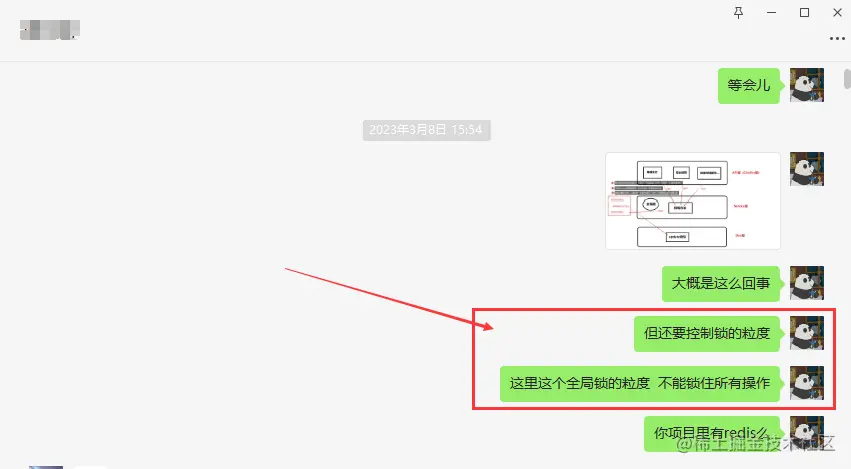 等会儿
2023年3月8日 15:54
大概是这么回事
但还要控制锁的粒度
这里这个全局锁的粒度 不能锁住所有操作
你项目里有redis么
@稀土掘金技术社区